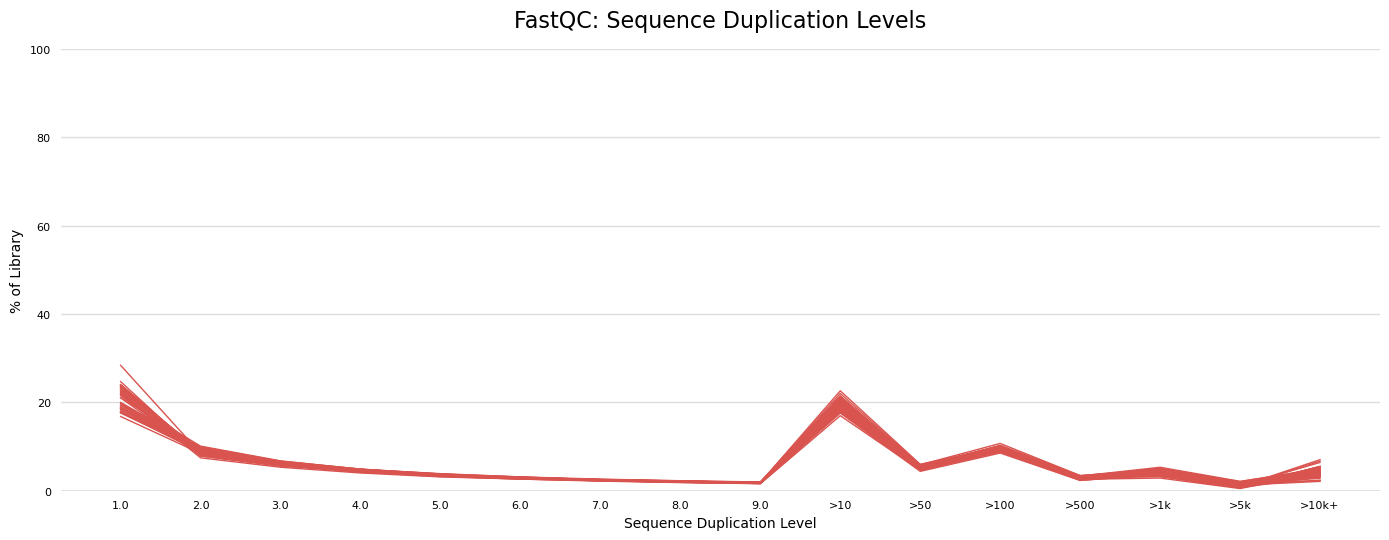 FastQC: Sequence Duplication Levels
100
80
60
40
20
0
% of Library
1.0 2.0 3.0 4.0 5.0 6.0 7.0 8.0 9.0 >10 >50 >100 >500 >1k >5k >10k+
Sequence Duplication Level